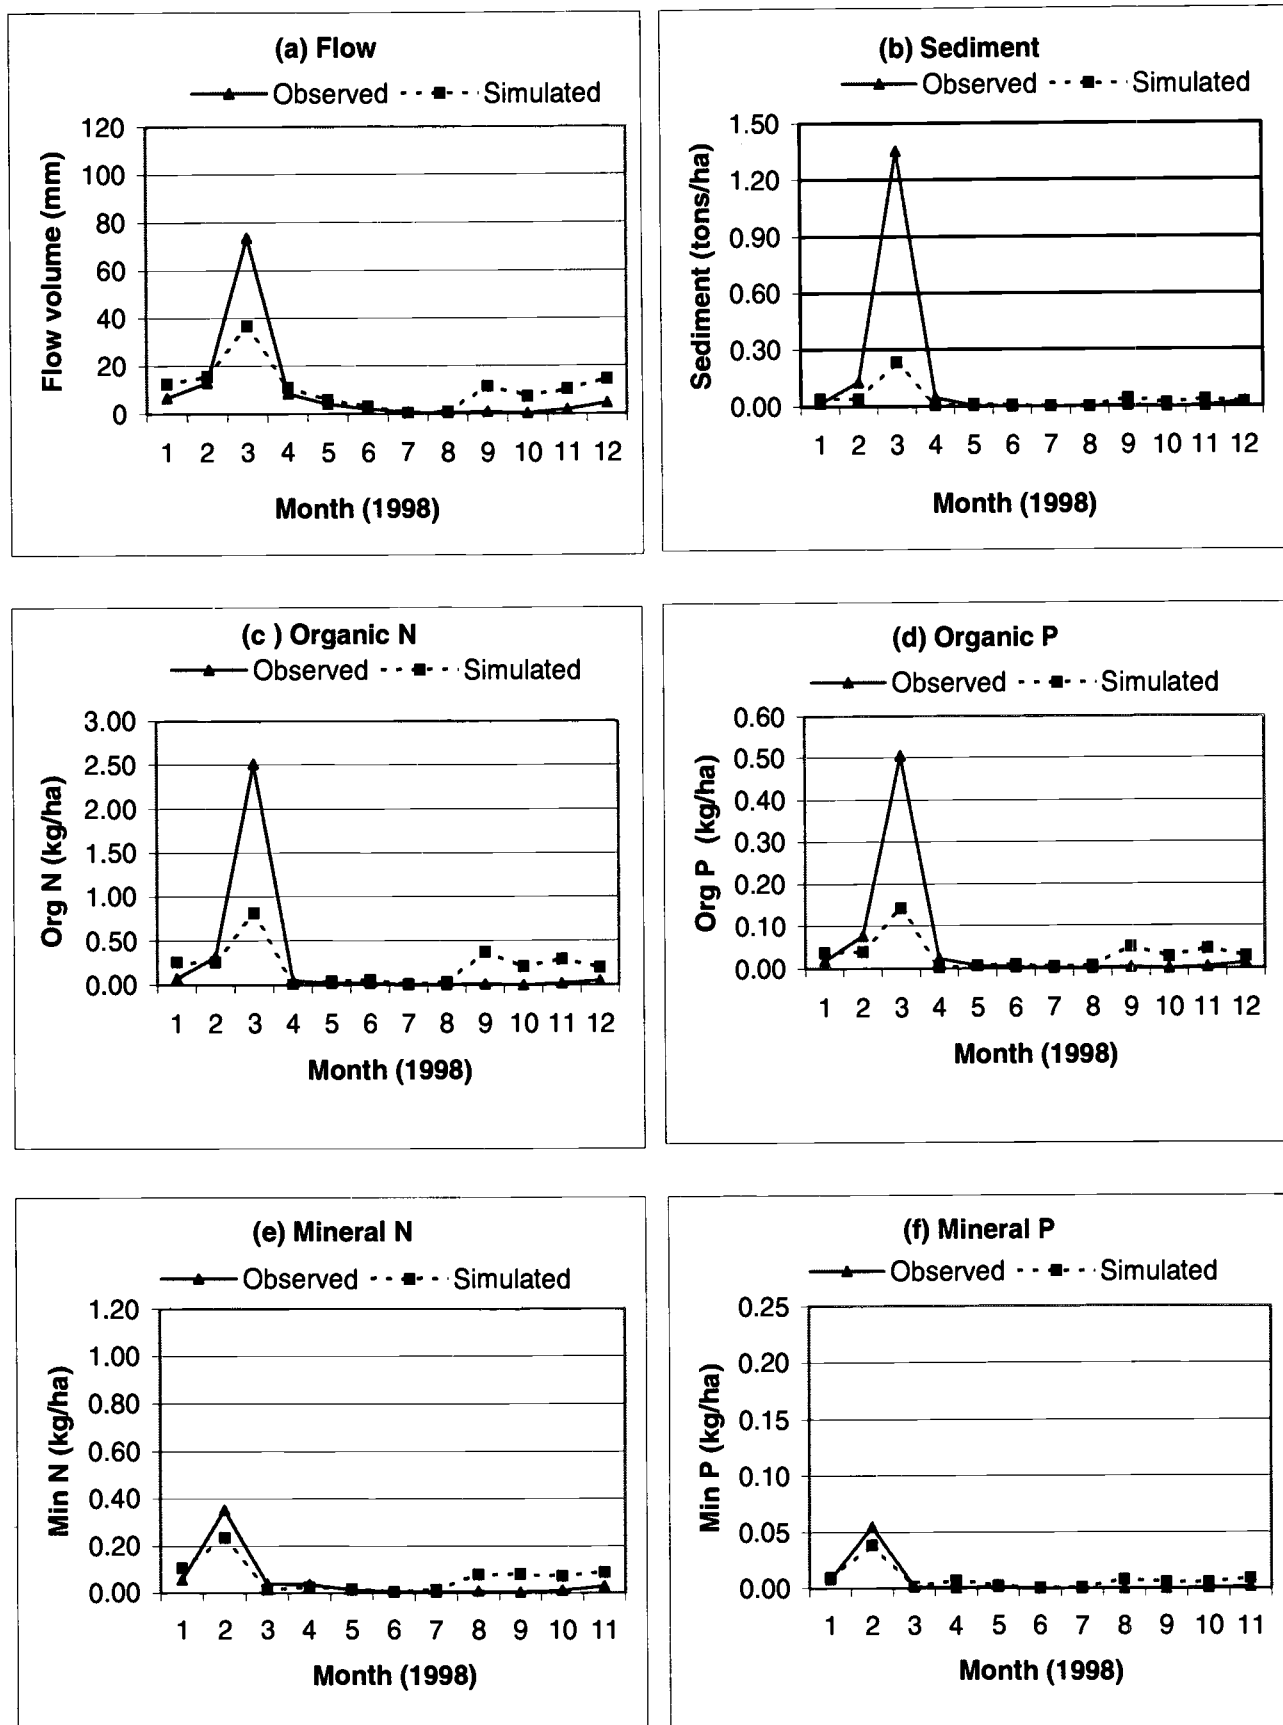 (a) Flow
Observed Simulated
120
100
80
60
40
20
0
Flow volume (mm)
1 2 3 4 5 6 7 8 9 10 11 12
Month (1998)
(b) Sediment
Observed Simulated
1.50
1.20
0.90
0.60
0.30
0.00
Sediment (tons/ha)
1 2 3 4 5 6 7 8 9 10 11 12
Month (1998)
(c ) Organic N
Observed Simulated
3.00
2.50
2.00
1.50
1.00
0.50
0.00
Org N (kg/ha)
1 2 3 4 5 6 7 8 9 10 11 12
Month (1998)
(d) Organic P
Observed Simulated
0.60
0.50
0.40
0.30
0.20
0.10
0.00
Org P (kg/ha)
1 2 3 4 5 6 7 8 9 10 11 12
Month (1998)
(e) Mineral N
Observed Simulated
1.20
1.00
0.80
0.60
0.40
0.20
0.00
Min N (kg/ha)
1 2 3 4 5 6 7 8 9 10 11
Month (1998)
(f) Mineral P
Observed Simulated
0.25
0.20
0.15
0.10
0.05
0.00
Min P (kg/ha)
1 2 3 4 5 6 7 8 9 10 11
Month (1998)